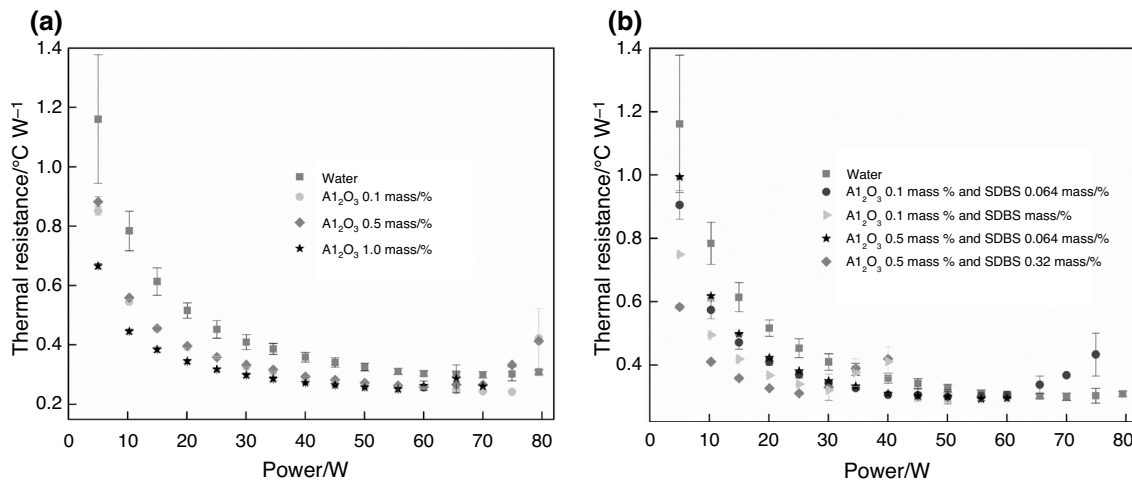 (a)
1.4
1.2
1.0
0.8
0.6
0.4
0.2
Thermal resistance/°C W⁻¹
0 10 20 30 40 50 60 70 80
Power/W
Water
A1₂O₃ 0.1 mass/%
A1₂O₃ 0.5 mass/%
A1₂O₃ 1.0 mass/%
(b)
1.4
1.2
1.0
0.8
0.6
0.4
Thermal resistance/°C W⁻¹
0 10 20 30 40 50 60 70 80
Power/W
Water
A1₂O₃ 0.1 mass % and SDBS 0.064 mass/%
A1₂O₃ 0.1 mass % and SDBS mass/%
A1₂O₃ 0.5 mass % and SDBS 0.064 mass/%
A1₂O₃ 0.5 mass % and SDBS 0.32 mass/%